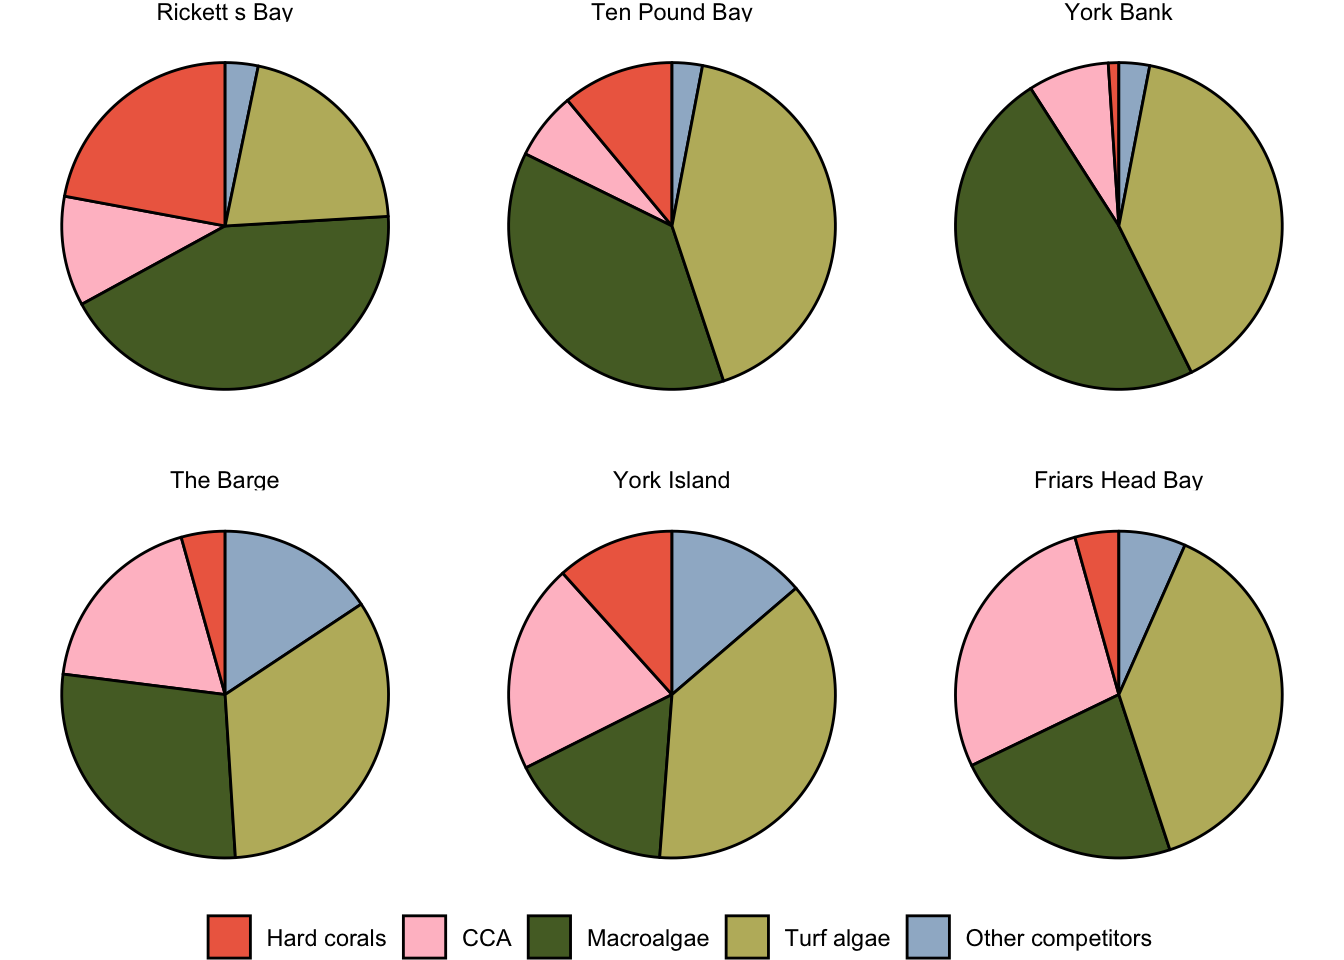 Rickett s Bay
Ten Pound Bay
York Bank
The Barge
York Island
Friars Head Bay
Hard corals
CCA
Macroalgae
Turf algae
Other competitors